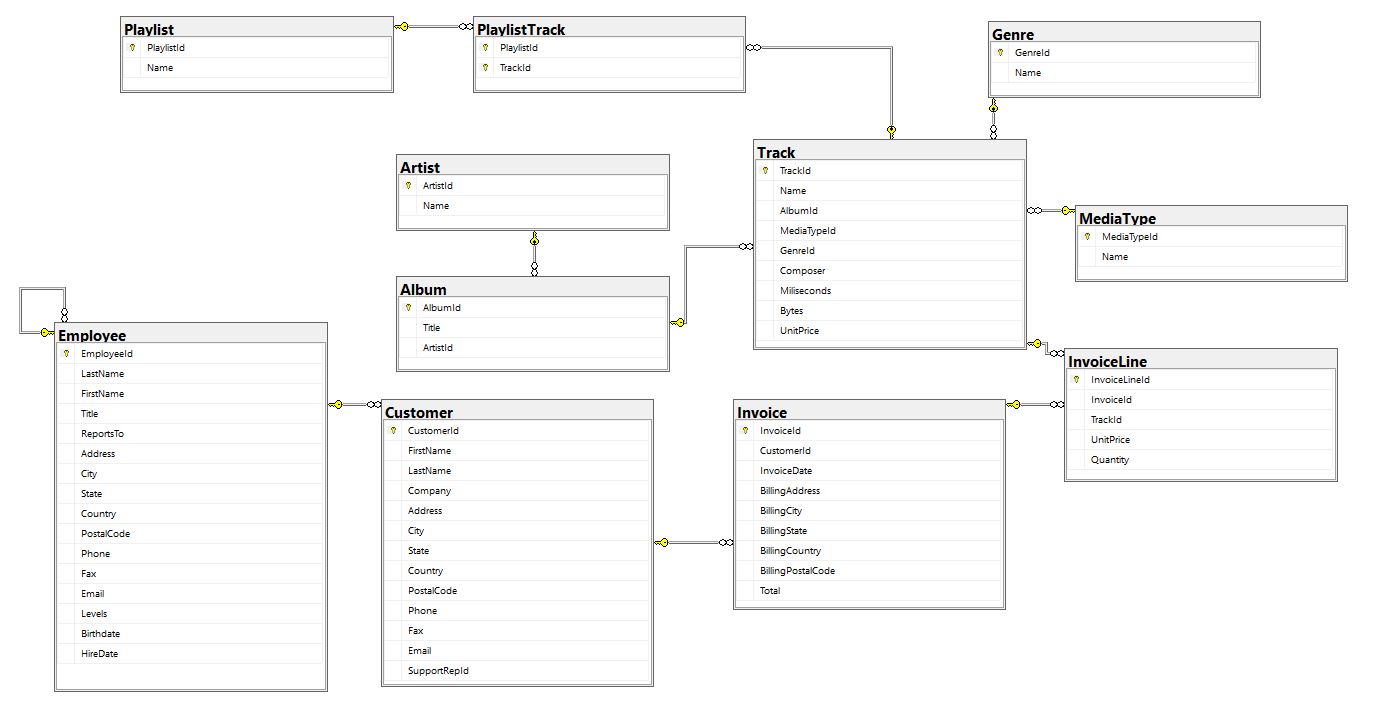 Playlist
PlaylistId
Name
PlaylistTrack
PlaylistId
TrackId
Genre
GenreId
Name
Artist
ArtistId
Name
Track
TrackId
Name
AlbumId
MediaTypeId
GenreId
Composer
Miliseconds
Bytes
UnitPrice
MediaType
MediaTypeId
Name
Album
AlbumId
Title
ArtistId
Employee
EmployeeId
LastName
FirstName
Title
ReportsTo
Address
City
State
Country
PostalCode
Phone
Fax
Email
Levels
Birthdate
HireDate
Customer
CustomerId
FirstName
LastName
Company
Address
City
State
Country
PostalCode
Phone
Fax
Email
SupportRepId
Invoice
InvoiceId
CustomerId
InvoiceDate
BillingAddress
BillingCity
BillingState
BillingCountry
BillingPostalCode
Total
InvoiceLine
InvoiceLineId
InvoiceId
TrackId
UnitPrice
Quantity